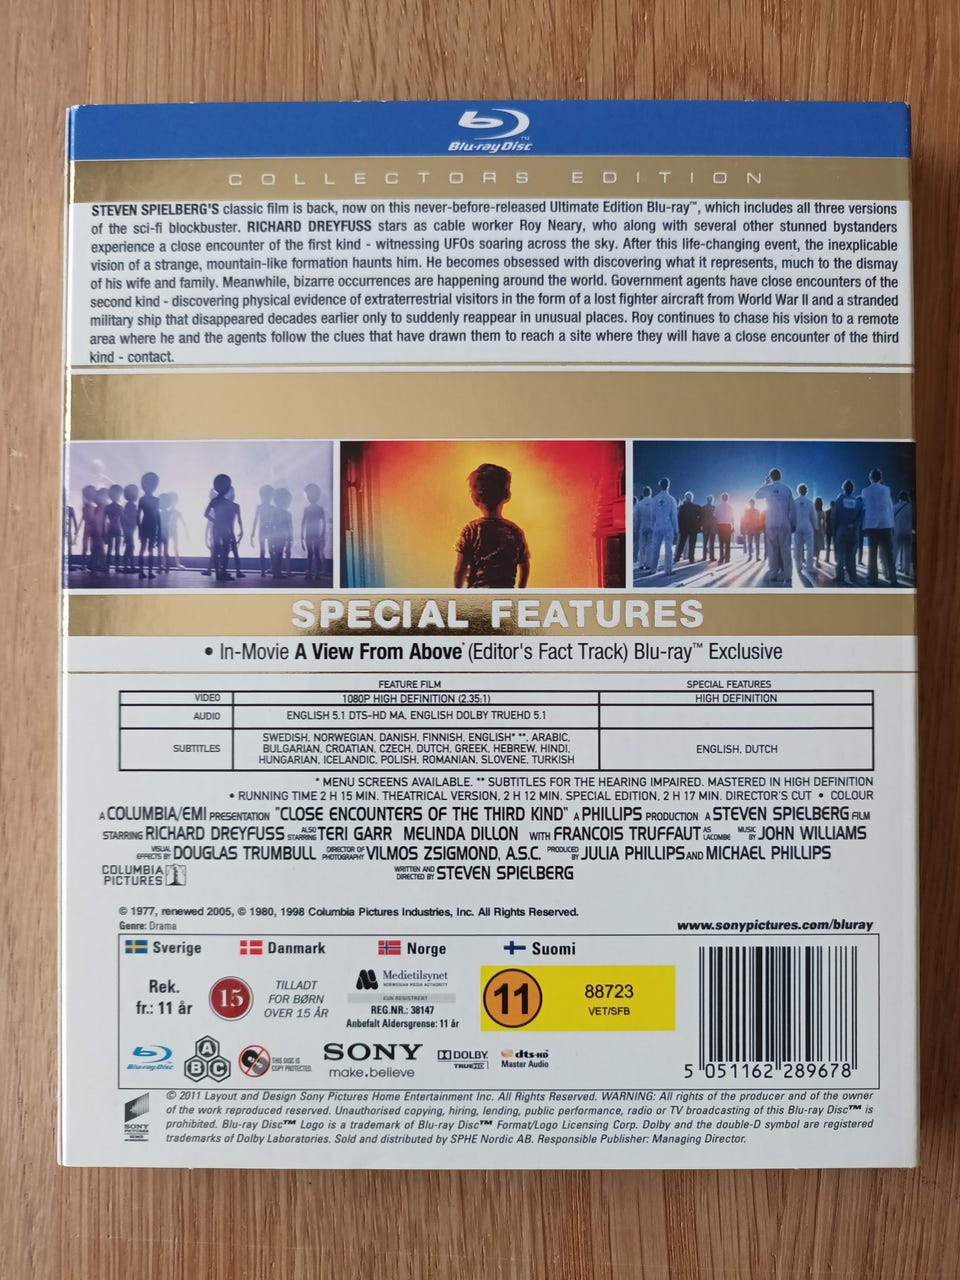 Blu-ray Disc™
COLLECTORS EDITION
STEVEN SPIELBERG'S classic film is back, now on this never-before-released Ultimate Edition Blu-ray™, which includes all three versions
of the sci-fi blockbuster. RICHARD DREYFUSS stars as cable worker Roy Neary, who along with several other stunned bystanders
experience a close encounter of the first kind - witnessing UFOs soaring across the sky. After this life-changing event, the inexplicable
vision of a strange, mountain-like formation haunts him. He becomes obsessed with discovering what it represents, much to the dismay
of his wife and family. Meanwhile, bizarre occurrences are happening around the world. Government agents have close encounters of the
second kind - discovering physical evidence of extraterrestrial visitors in the form of a lost fighter aircraft from World War II and a stranded
military ship that disappeared decades earlier only to suddenly reappear in unusual places. Roy continues to chase his vision to a remote
area where he and the agents follow the clues that have drawn them to reach a site where they will have a close encounter of the third
kind - contact.
SPECIAL FEATURES
• In-Movie A View From Above* (Editor's Fact Track) Blu-ray™ Exclusive
FEATURE FILM SPECIAL FEATURES
VIDEO 1080P HIGH DEFINITION (2.35:1) HIGH DEFINITION
AUDIO ENGLISH 5.1 DTS-HD MA, ENGLISH DOLBY TRUEHD 5.1
SUBTITLES SWEDISH, NORWEGIAN, DANISH, FINNISH, ENGLISH* **, ARABIC,
BULGARIAN, CROATIAN, CZECH, DUTCH, GREEK, HEBREW, HINDI, ENGLISH, DUTCH
HUNGARIAN, ICELANDIC, POLISH, ROMANIAN, SLOVENE, TURKISH
* MENU SCREENS AVAILABLE. ** SUBTITLES FOR THE HEARING IMPAIRED. MASTERED IN HIGH DEFINITION
• RUNNING TIME 2 H 15 MIN. THEATRICAL VERSION, 2 H 12 MIN. SPECIAL EDITION, 2 H 17 MIN. DIRECTOR'S CUT • COLOUR
A COLUMBIA/EMI PRESENTATION "CLOSE ENCOUNTERS OF THE THIRD KIND" A PHILLIPS PRODUCTION A STEVEN SPIELBERG FILM
STARRING RICHARD DREYFUSS ALSO STARRING TERI GARR MELINDA DILLON WITH FRANCOIS TRUFFAUT AS LACOMBE MUSIC BY JOHN WILLIAMS
VISUAL EFFECTS BY DOUGLAS TRUMBULL DIRECTOR OF PHOTOGRAPHY VILMOS ZSIGMOND, A.S.C. PRODUCED BY JULIA PHILLIPS AND MICHAEL PHILLIPS
COLUMBIA PICTURES WRITTEN AND DIRECTED BY STEVEN SPIELBERG
© 1977, renewed 2005, © 1980, 1998 Columbia Pictures Industries, Inc. All Rights Reserved.
Genre: Drama www.sonypictures.com/bluray
Sverige Danmark Norge Suomi
Rek.
fr.: 11 år
15
TILLADT
FOR BØRN
OVER 15 ÅR
Medietilsynet
NORWEGIAN MEDIA AUTHORITY
KUN REGISTRERT
REG.NR.: 38147
Anbefalt Aldersgrense: 11 år
11
88723
VET/SFB
Blu-ray Disc
A B C
THIS DISC IS
COPY PROTECTED.
SONY
make.believe
DOLBY
TRUEHD
dts-HD
Master Audio
5 051162 289678
SONY
PICTURES
© 2011 Layout and Design Sony Pictures Home Entertainment Inc. All Rights Reserved. WARNING: All rights of the producer and of the owner
of the work reproduced reserved. Unauthorised copying, hiring, lending, public performance, radio or TV broadcasting of this Blu-ray Disc™ is
prohibited. Blu-ray Disc™ Logo is a trademark of Blu-ray Disc™ Format/Logo Licensing Corp. Dolby and the double-D symbol are registered
trademarks of Dolby Laboratories. Sold and distributed by SPHE Nordic AB. Responsible Publisher: Managing Director.